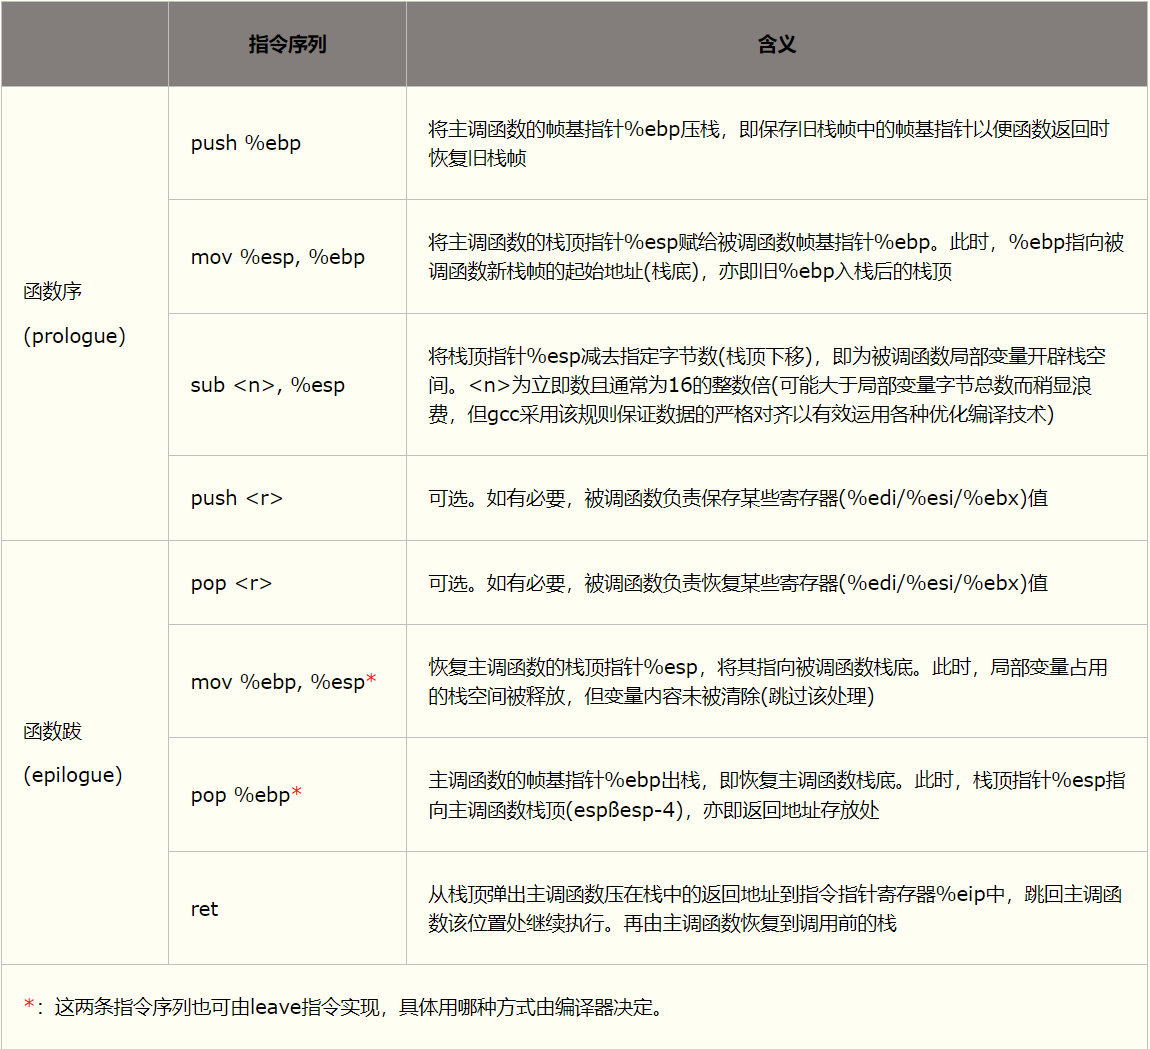 指令序列
含义
函数序
(prologue)
push %ebp
将主调函数的帧基指针%ebp压栈，即保存旧栈帧中的帧基指针以便函数返回时
恢复旧栈帧
mov %esp, %ebp
将主调函数的栈顶指针%esp赋给被调函数帧基指针%ebp。此时，%ebp指向被
调函数新栈帧的起始地址(栈底)，亦即旧%ebp入栈后的栈顶
sub <n>, %esp
将栈顶指针%esp减去指定字节数(栈顶下移)，即为被调函数局部变量开辟栈空
间。<n>为立即数且通常为16的整数倍(可能大于局部变量字节总数而稍显浪
费，但gcc采用该规则保证数据的严格对齐以有效运用各种优化编译技术)
push <r>
可选。如有必要，被调函数负责保存某些寄存器(%edi/%esi/%ebx)值
函数跋
(epilogue)
pop <r>
可选。如有必要，被调函数负责恢复某些寄存器(%edi/%esi/%ebx)值
mov %ebp, %esp*
恢复主调函数的栈顶指针%esp，将其指向被调函数栈底。此时，局部变量占用
的栈空间被释放，但变量内容未被清除(跳过该处理)
pop %ebp*
主调函数的帧基指针%ebp出栈，即恢复主调函数栈底。此时，栈顶指针%esp指
向主调函数栈顶(espßesp-4)，亦即返回地址存放处
ret
从栈顶弹出主调函数压在栈中的返回地址到指令指针寄存器%eip中，跳回主调函
数该位置处继续执行。再由主调函数恢复到调用前的栈
*：这两条指令序列也可由leave指令实现，具体用哪种方式由编译器决定。